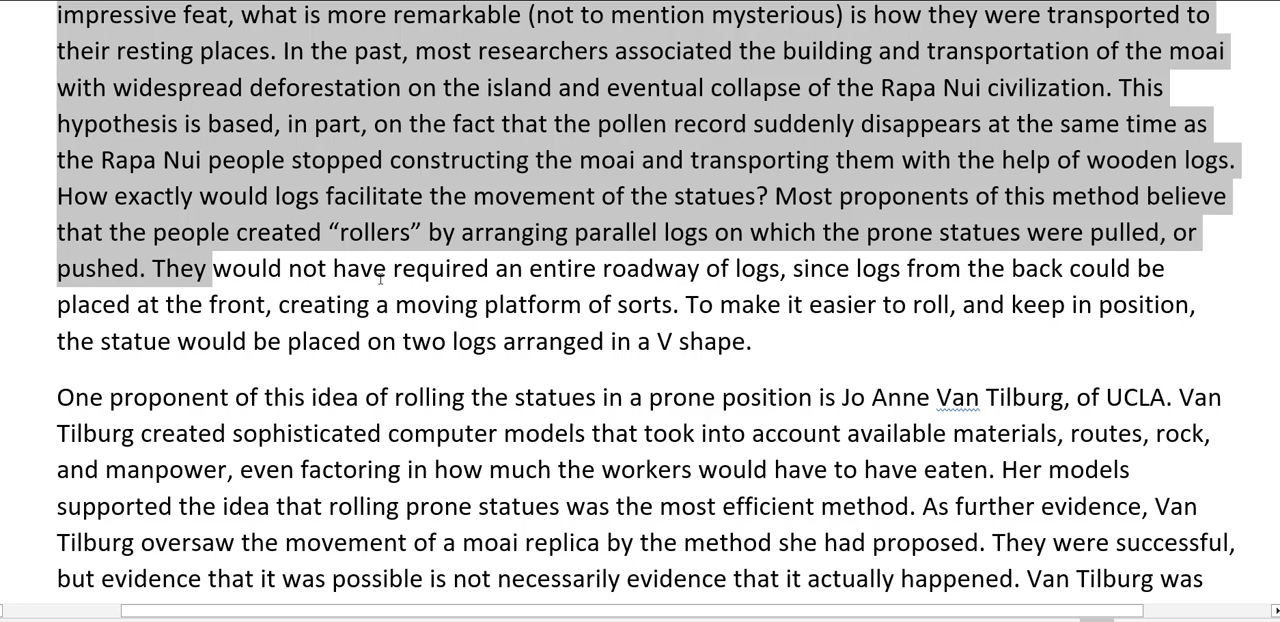 impressive feat, what is more remarkable (not to mention mysterious) is how they were transported to
their resting places. In the past, most researchers associated the building and transportation of the moai
with widespread deforestation on the island and eventual collapse of the Rapa Nui civilization. This
hypothesis is based, in part, on the fact that the pollen record suddenly disappears at the same time as
the Rapa Nui people stopped constructing the moai and transporting them with the help of wooden logs.
How exactly would logs facilitate the movement of the statues? Most proponents of this method believe
that the people created “rollers” by arranging parallel logs on which the prone statues were pulled, or
pushed. They would not have required an entire roadway of logs, since logs from the back could be
placed at the front, creating a moving platform of sorts. To make it easier to roll, and keep in position,
the statue would be placed on two logs arranged in a V shape.
One proponent of this idea of rolling the statues in a prone position is Jo Anne Van Tilburg, of UCLA. Van
Tilburg created sophisticated computer models that took into account available materials, routes, rock,
and manpower, even factoring in how much the workers would have to have eaten. Her models
supported the idea that rolling prone statues was the most efficient method. As further evidence, Van
Tilburg oversaw the movement of a moai replica by the method she had proposed. They were successful,
but evidence that it was possible is not necessarily evidence that it actually happened. Van Tilburg was